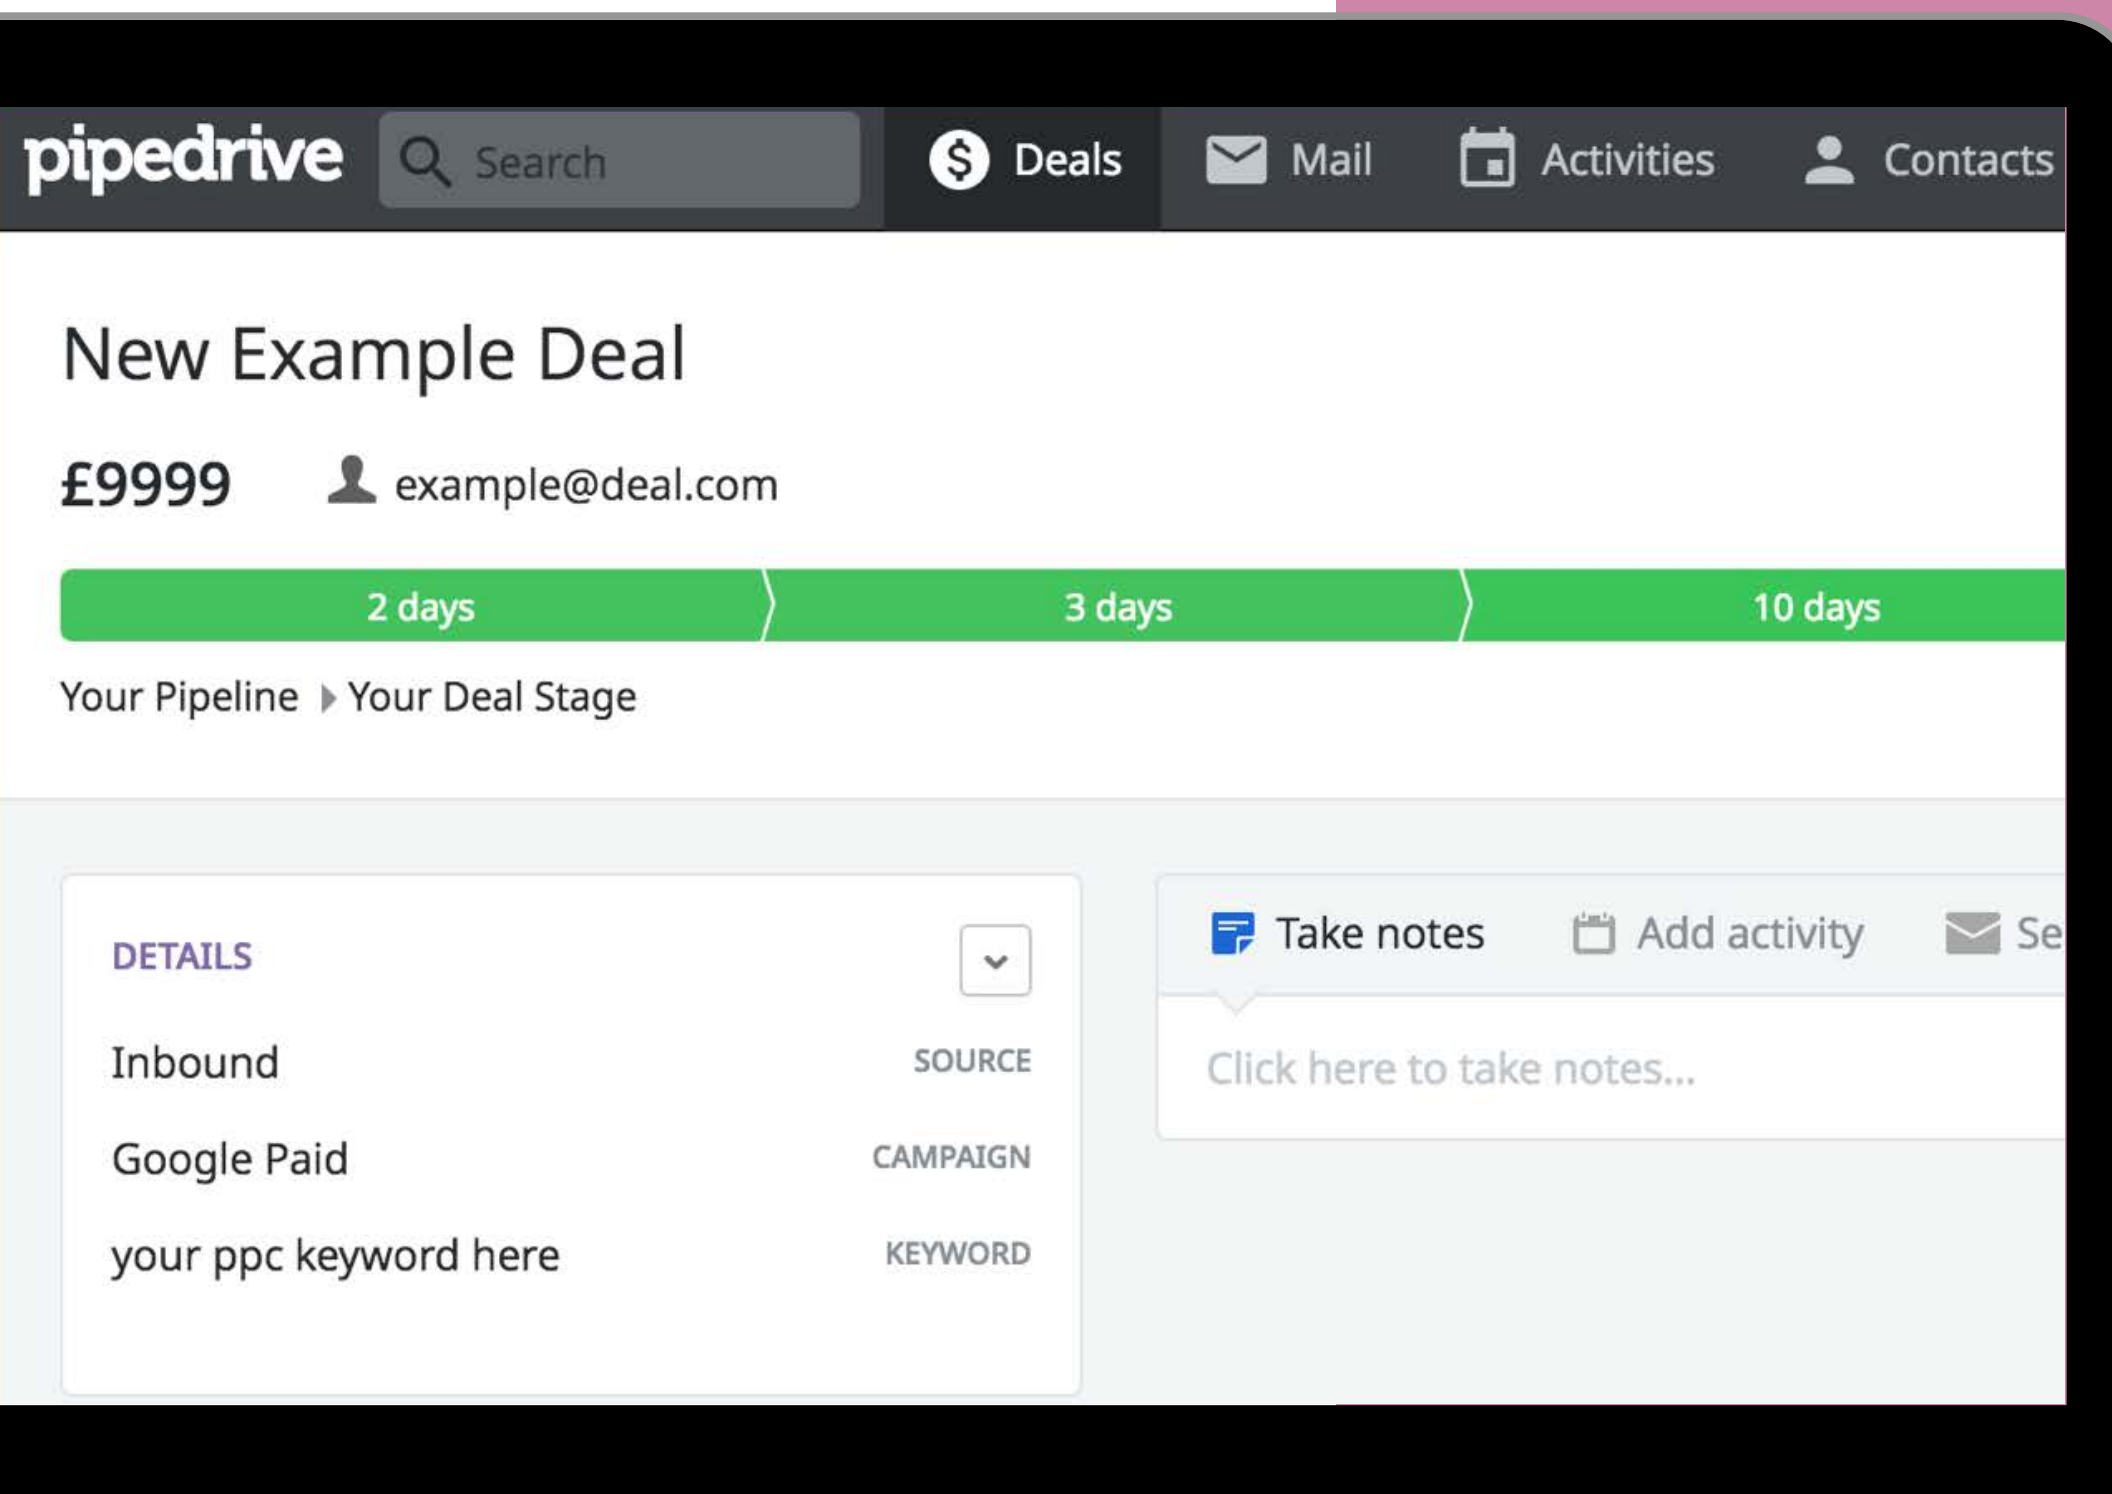 pipedrive Search Deals Mail Activities Contacts
New Example Deal
£9999 example@deal.com
2 days 3 days 10 days
Your Pipeline Your Deal Stage
DETAILS
Inbound SOURCE
Google Paid CAMPAIGN
your ppc keyword here KEYWORD
Take notes Add activity Se
Click here to take notes...